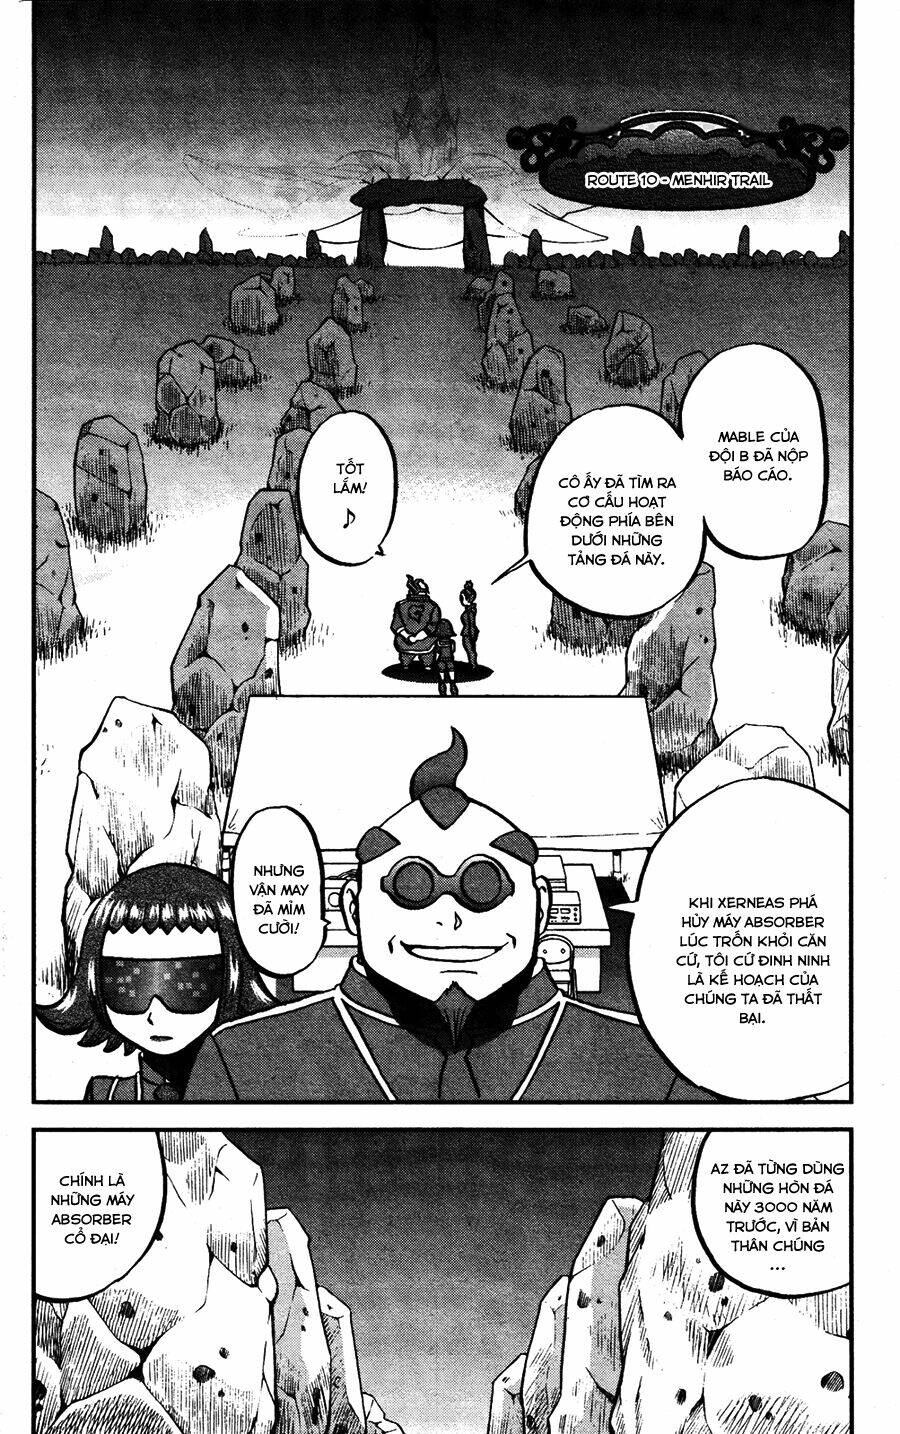 ROUTE 10 - MENHIR TRAIL
MABLE CỦA
ĐỘI B ĐÃ NỘP
BÁO CÁO.
CÔ ẤY ĐÃ TÌM RA
CƠ CẤU HOẠT
ĐỘNG PHÍA BÊN
DƯỚI NHỮNG
TẢNG ĐÁ NÀY.
TỐT
LẮM!
♪
KHI XERNEAS PHÁ
HỦY MÁY ABSORBER
LÚC TRỐN KHỎI CĂN
CỨ, TÔI CỨ ĐINH NINH
LÀ KẾ HOẠCH CỦA
CHÚNG TA ĐÃ THẤT
BẠI.
NHƯNG
VẬN MAY
ĐÃ MỈM
CƯỜI!
AZ ĐÃ TỪNG DÙNG
NHỮNG HÒN ĐÁ
NÀY 3000 NĂM
TRƯỚC, VÌ BẢN
THÂN CHÚNG
...
CHÍNH LÀ
NHỮNG MÁY
ABSORBER
CỔ ĐẠI!